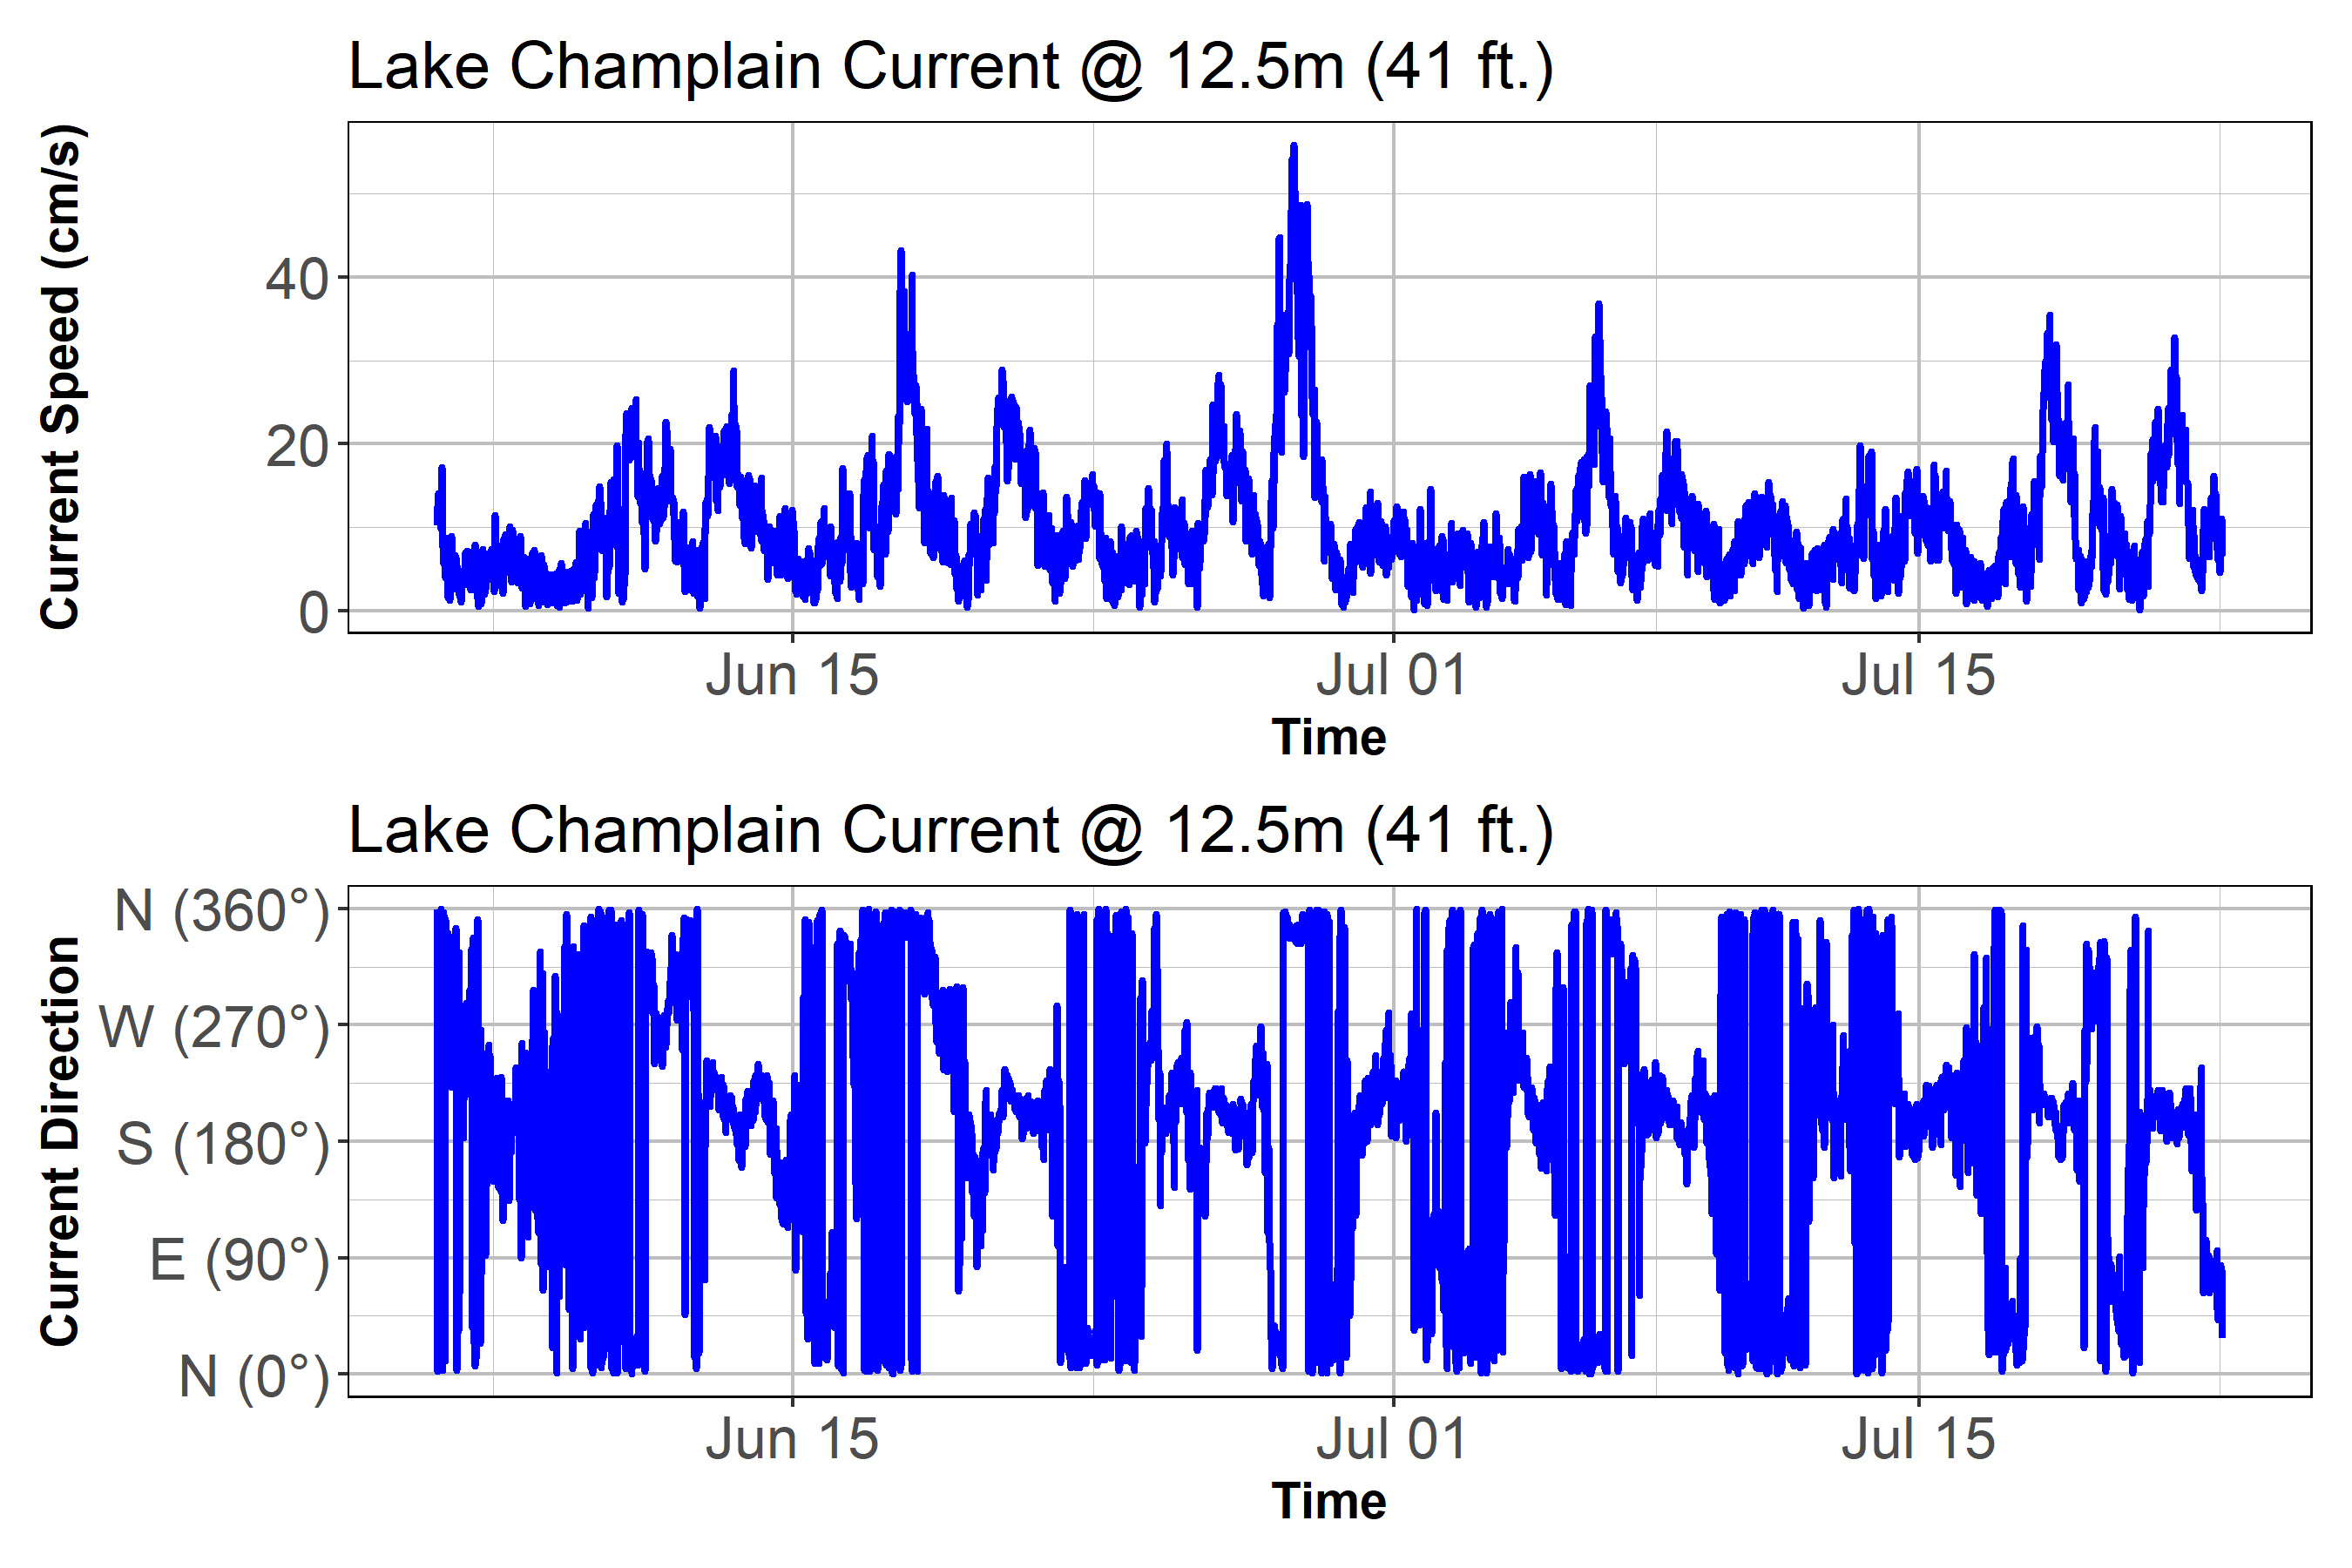 Lake Champlain Current @ 12.5m (41 ft.)
Current Speed (cm/s)
40
20
0
Jun 15 Jul 01 Jul 15
Time
Lake Champlain Current @ 12.5m (41 ft.)
Current Direction
N (360°)
W (270°)
S (180°)
E (90°)
N (0°)
Jun 15 Jul 01 Jul 15
Time